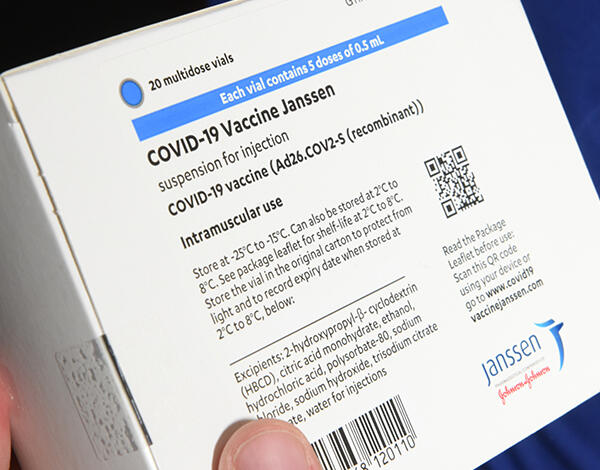 20 multidose vials
Each vial contains 5 doses of 0.5 mL
COVID-19 Vaccine Janssen
suspension for injection
COVID-19 vaccine (Ad26.COV2-S (recombinant))
Intramuscular use
Store at -25°C to -15°C. Can also be stored at 2°C to
8°C. See package leaflet for shelf-life at 2°C to 8°C.
Store the vial in the original carton to protect from
light and to record expiry date when stored at
2°C to 8°C, below:
Excipients: 2-hydroxypropyl-β-cyclodextrin
(HBCD), citric acid monohydrate, ethanol,
hydrochloric acid, polysorbate-80, sodium
chloride, sodium hydroxide, trisodium citrate
water for injections
120110
Read the Package
Leaflet before use:
Scan this QR code
using your device or
go to www.covid19
vaccinejanssen.com
Janssen
PHARMACEUTICAL COMPANIES OF
Johnson&Johnson